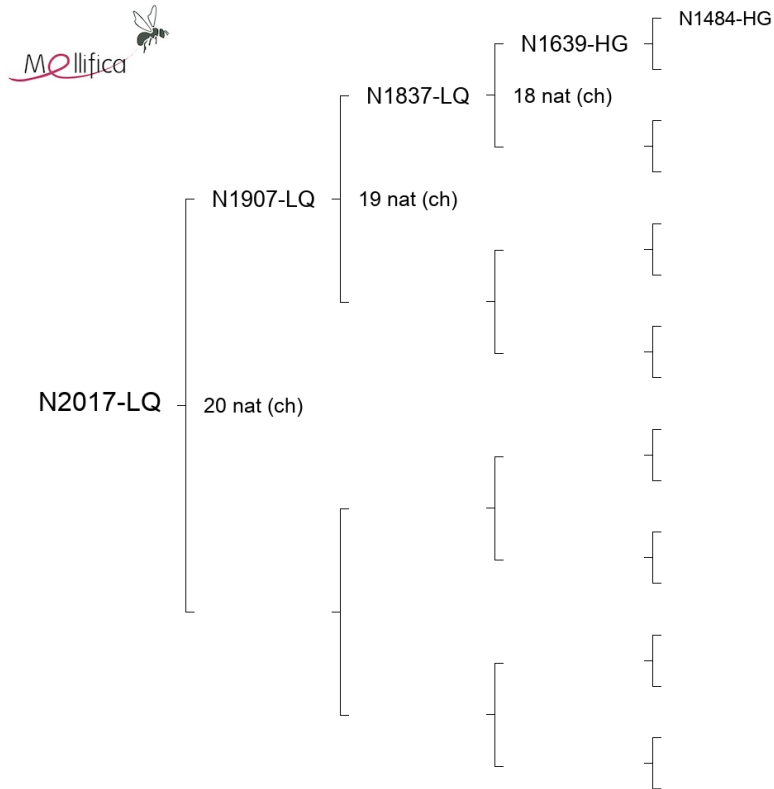 Mellifica
N1484-HG
N1639-HG
N1837-LQ
18 nat (ch)
N1907-LQ
19 nat (ch)
N2017-LQ
20 nat (ch)